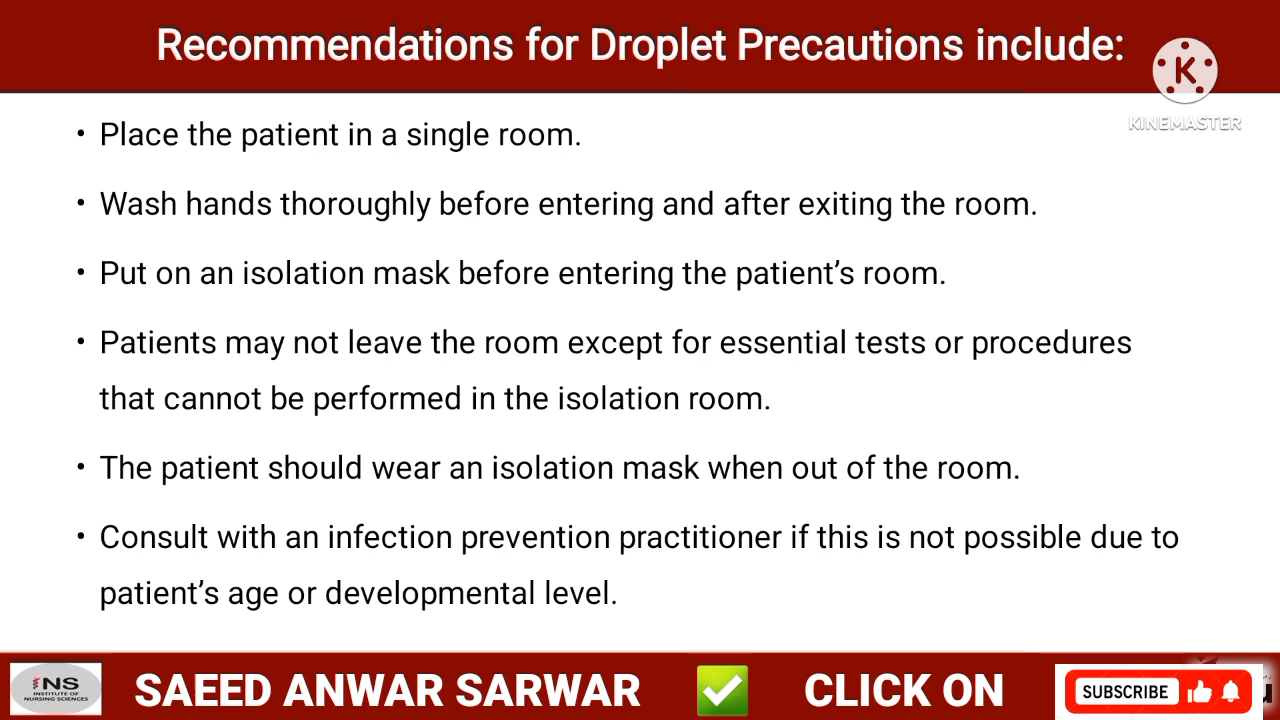 Recommendations for Droplet Precautions include:
K
KINEMASTER
• Place the patient in a single room.
• Wash hands thoroughly before entering and after exiting the room.
• Put on an isolation mask before entering the patient’s room.
• Patients may not leave the room except for essential tests or procedures
that cannot be performed in the isolation room.
• The patient should wear an isolation mask when out of the room.
• Consult with an infection prevention practitioner if this is not possible due to
patient’s age or developmental level.
INS
INSTITUTE OF
NURSING SCIENCES
SAEED ANWAR SARWAR ✅ CLICK ON
SUBSCRIBE